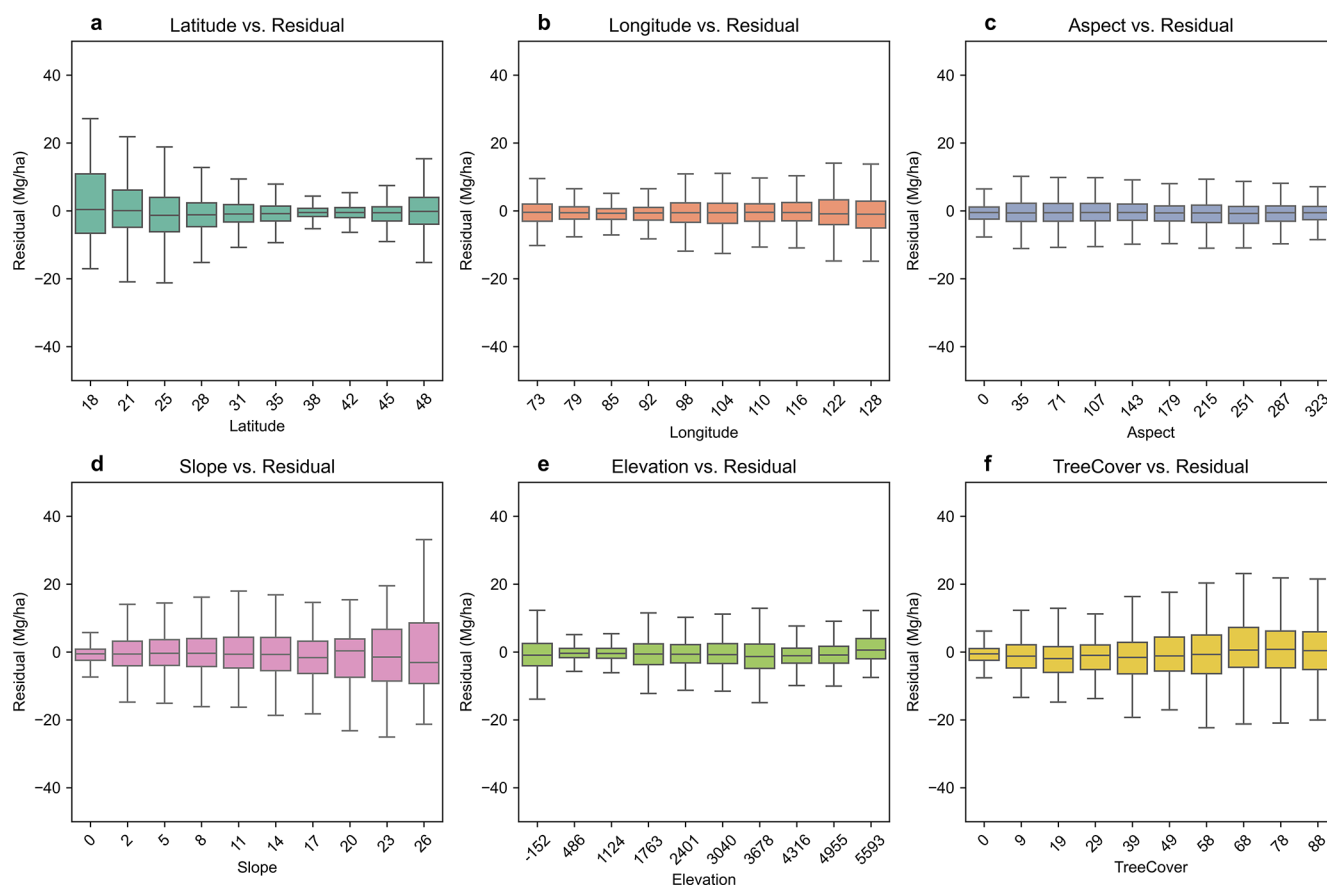 a Latitude vs. Residual
40
20
0
−20
−40
Residual (Mg/ha)
18 21 25 28 31 35 38 42 45 48
Latitude
b Longitude vs. Residual
40
20
0
−20
−40
Residual (Mg/ha)
73 79 85 92 98 104 110 116 122 128
Longitude
c Aspect vs. Residual
40
20
0
−20
−40
Residual (Mg/ha)
0 35 71 107 143 179 215 251 287 323
Aspect
d Slope vs. Residual
40
20
0
−20
−40
Residual (Mg/ha)
0 2 5 8 11 14 17 20 23 26
Slope
e Elevation vs. Residual
40
20
0
−20
−40
Residual (Mg/ha)
-152 486 1124 1763 2401 3040 3678 4316 4955 5593
Elevation
f TreeCover vs. Residual
40
20
0
−20
−40
Residual (Mg/ha)
0 9 19 29 39 49 58 68 78 88
TreeCover